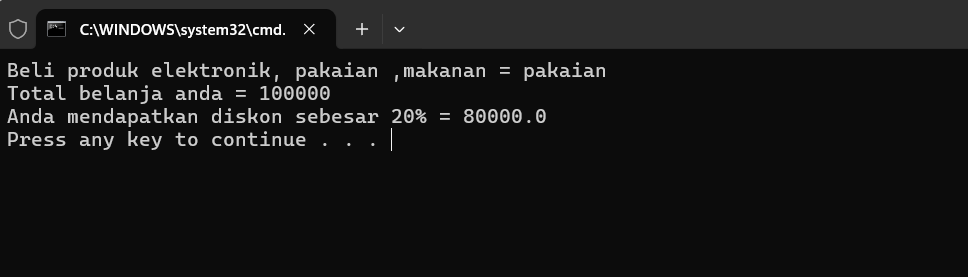 C:\WINDOWS\system32\cmd.
Beli produk elektronik, pakaian ,makanan = pakaian
Total belanja anda = 100000
Anda mendapatkan diskon sebesar 20% = 80000.0
Press any key to continue . . .